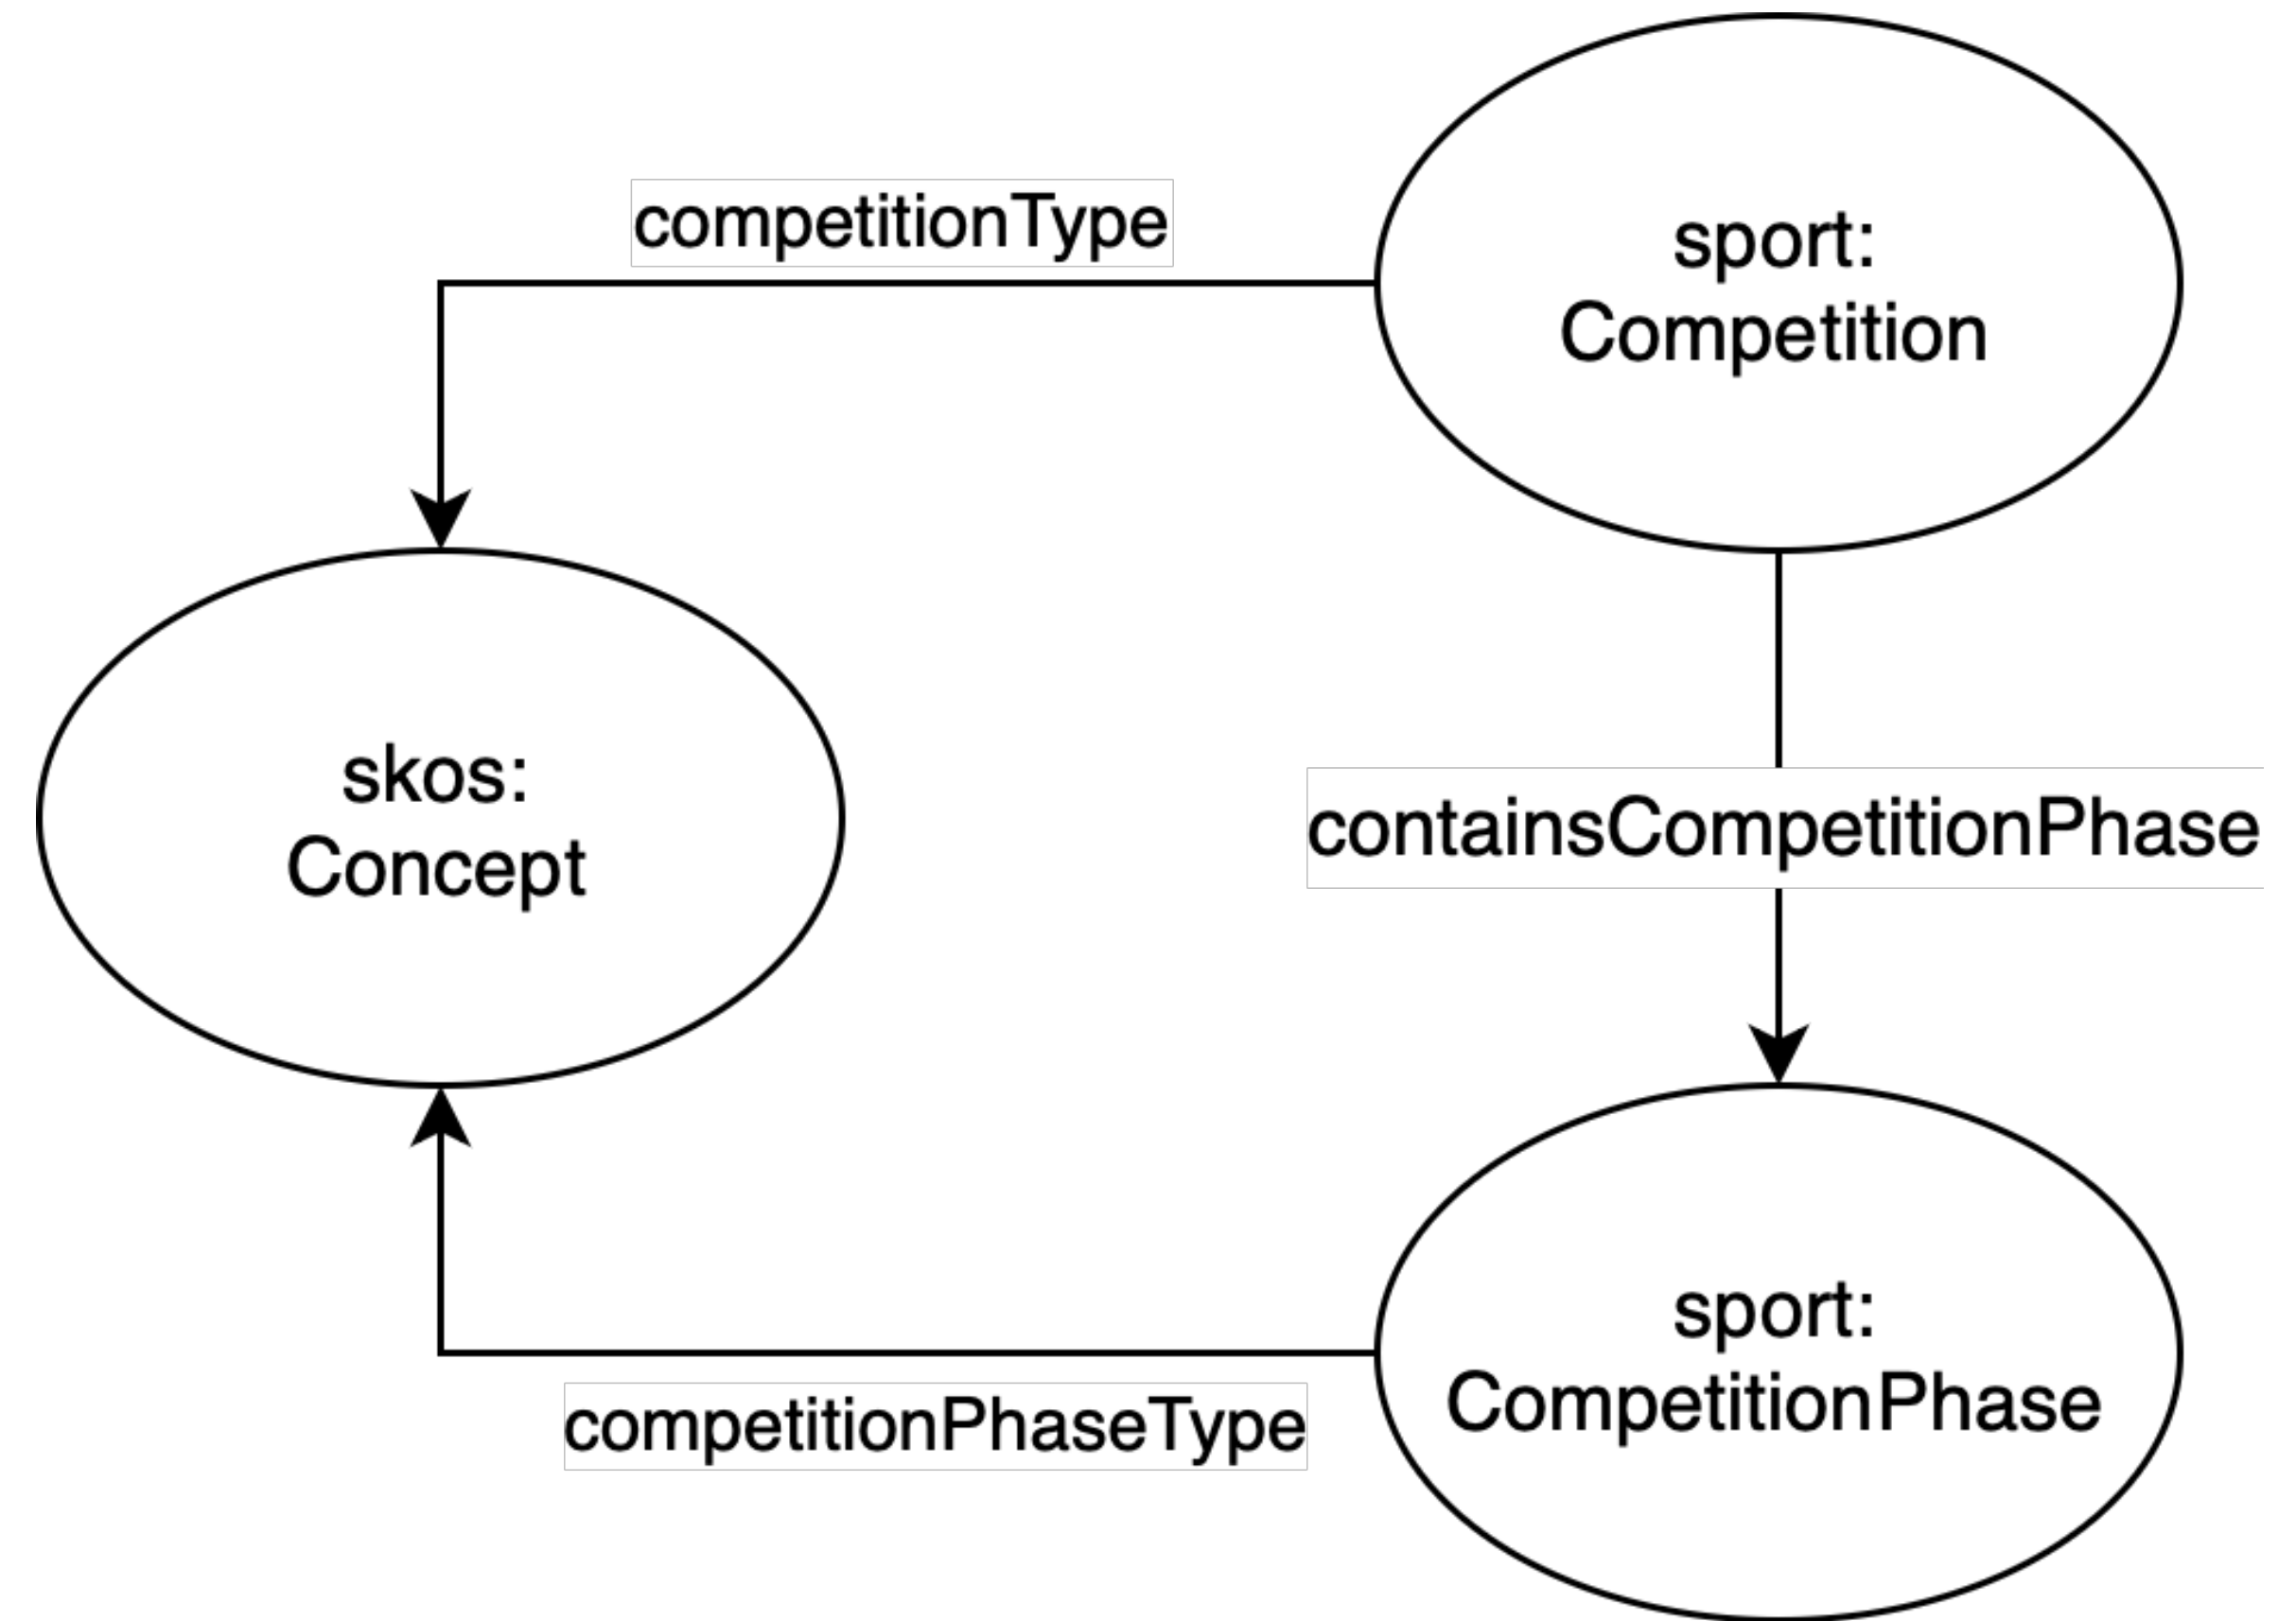 competitionType
sport:
Competition
skos:
Concept
containsCompetitionPhase
sport:
CompetitionPhase
competitionPhaseType